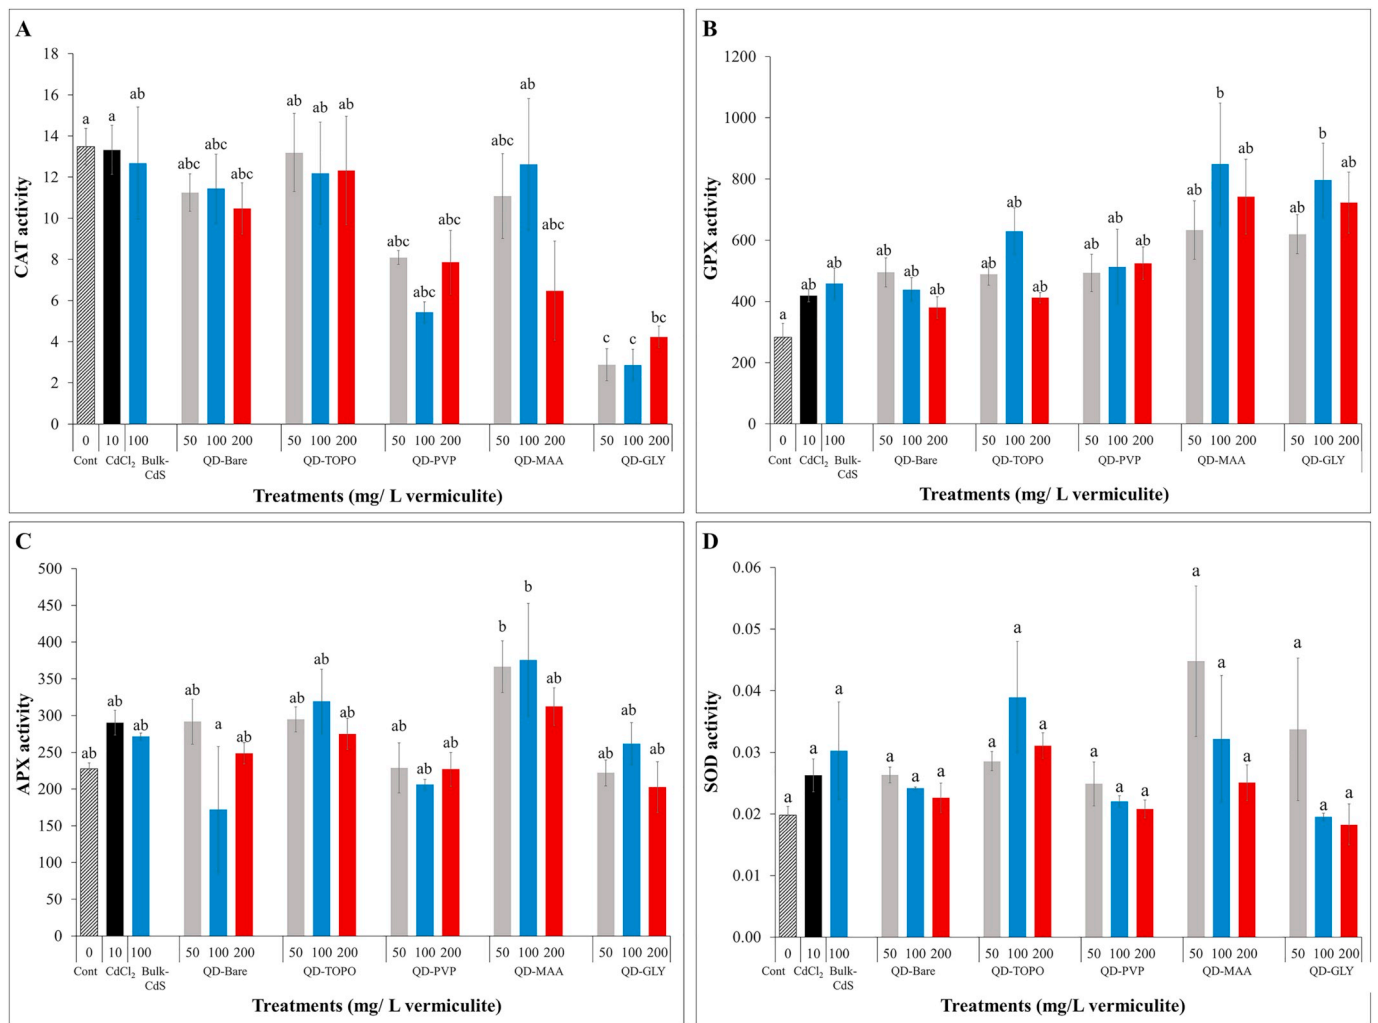 A
CAT activity
18
16
14
12
10
8
6
4
2
0
a a ab abc abc abc ab ab ab abc abc abc abc ab abc c c bc
0 10 100 50 100 200 50 100 200 50 100 200 50 100 200 50 100 200
Cont CdCl₂ Bulk-CdS QD-Bare QD-TOPO QD-PVP QD-MAA QD-GLY
Treatments (mg/ L vermiculite)
B
GPX activity
1200
1000
800
600
400
200
0
a ab ab ab ab ab ab ab ab ab ab ab ab b ab ab b ab
0 10 100 50 100 200 50 100 200 50 100 200 50 100 200 50 100 200
Cont CdCl₂ Bulk-CdS QD-Bare QD-TOPO QD-PVP QD-MAA QD-GLY
Treatments (mg/ L vermiculite)
C
APX activity
500
450
400
350
300
250
200
150
100
50
0
ab ab ab ab a ab ab ab ab ab ab ab b b ab ab ab ab
0 10 100 50 100 200 50 100 200 50 100 200 50 100 200 50 100 200
Cont CdCl₂ Bulk-CdS QD-Bare QD-TOPO QD-PVP QD-MAA QD-GLY
Treatments (mg/ L vermiculite)
D
SOD activity
0.06
0.05
0.04
0.03
0.02
0.01
0.00
a a a a a a a a a a a a a a a a a a
0 10 100 50 100 200 50 100 200 50 100 200 50 100 200 50 100 200
Cont CdCl₂ Bulk-CdS QD-Bare QD-TOPO QD-PVP QD-MAA QD-GLY
Treatments (mg/L vermiculite)